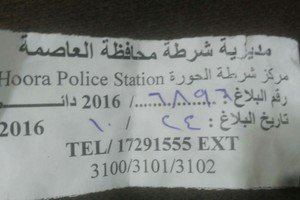 مديرية شرطة محافظة العاصمة
Hoora Police Station مركز شرطة الحورة
رقم البلاغ: ٦٨٩٦ / 2016
تاريخ البلاغ: ٢٤ / ١٠ / 2016
TEL/ 17291555 EXT
3100/3101/3102